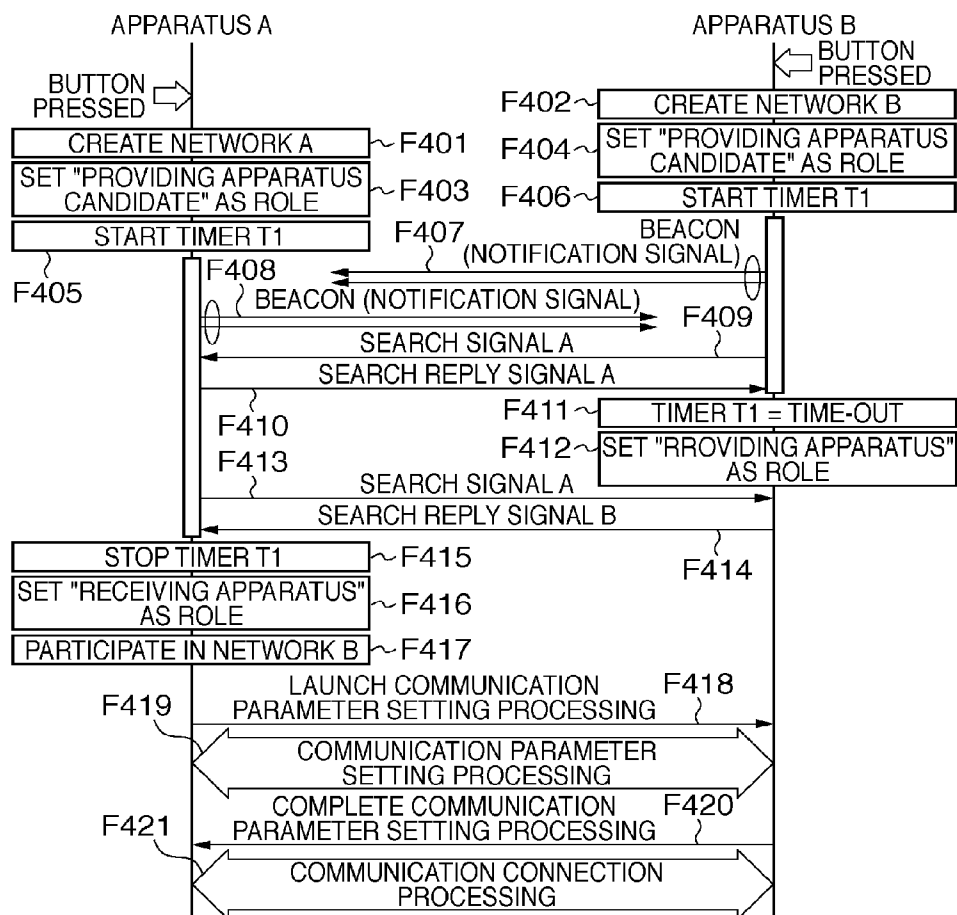 APPARATUS A
APPARATUS B
BUTTON
PRESSED
BUTTON
PRESSED
F402
CREATE NETWORK B
CREATE NETWORK A
F401
F404
SET "PROVIDING APPARATUS
CANDIDATE" AS ROLE
SET "PROVIDING APPARATUS
CANDIDATE" AS ROLE
F403
F406
START TIMER T1
START TIMER T1
F405
F407
BEACON
(NOTIFICATION SIGNAL)
F408
BEACON (NOTIFICATION SIGNAL)
F409
SEARCH SIGNAL A
SEARCH REPLY SIGNAL A
F410
F411
TIMER T1 = TIME-OUT
F412
SET "RROVIDING APPARATUS"
AS ROLE
F413
SEARCH SIGNAL A
SEARCH REPLY SIGNAL B
F414
STOP TIMER T1
F415
SET "RECEIVING APPARATUS"
AS ROLE
F416
PARTICIPATE IN NETWORK B
F417
LAUNCH COMMUNICATION
PARAMETER SETTING PROCESSING
F418
F419
COMMUNICATION PARAMETER
SETTING PROCESSING
COMPLETE COMMUNICATION
PARAMETER SETTING PROCESSING
F420
F421
COMMUNICATION CONNECTION
PROCESSING